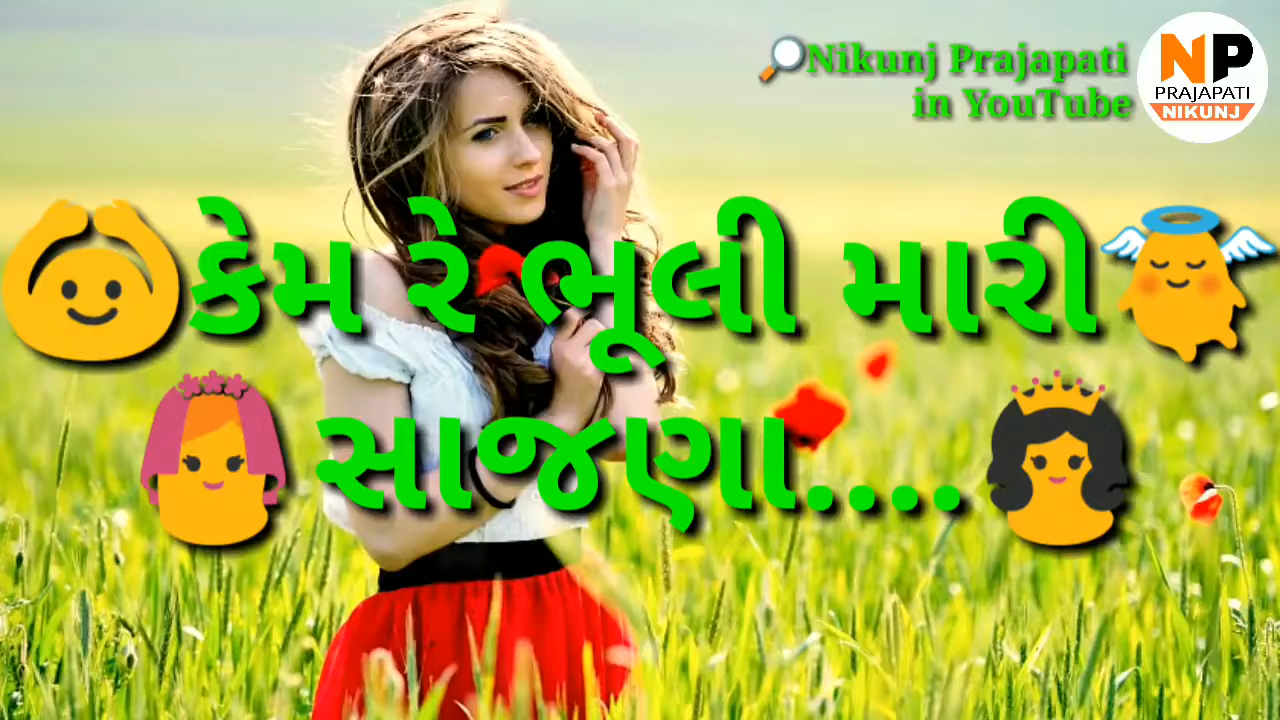 Nikunj Prajapati
in YouTube
NP
PRAJAPATI
NIKUNJ
કેમ રે ભૂલી મારી
સાજણા....